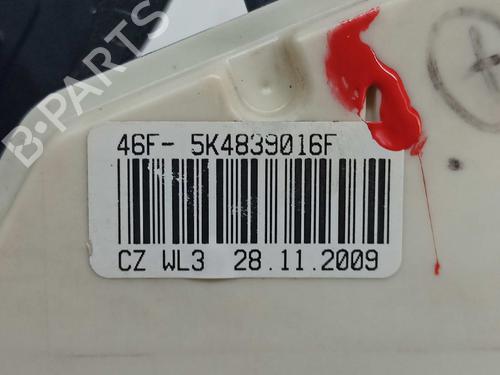 46F- 5K4839016F
CZ WL3 28.11.2009
B-PARTS